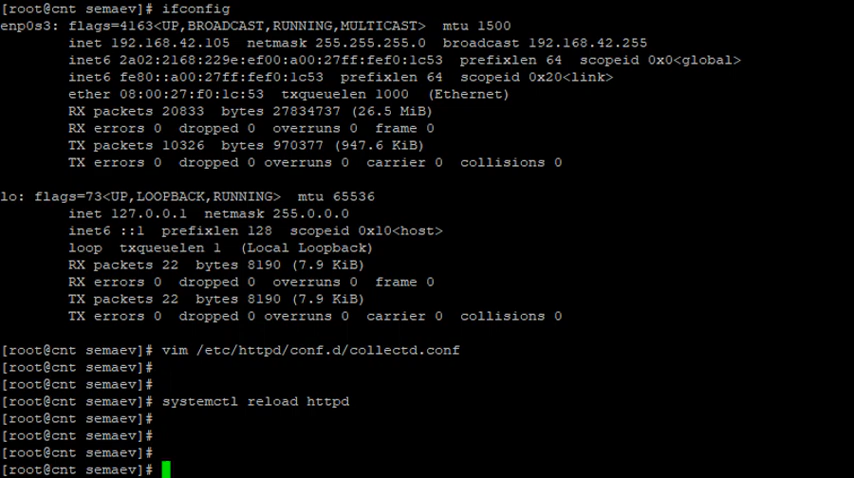 [root@cnt semaev]# ifconfig
enp0s3: flags=4163<UP,BROADCAST,RUNNING,MULTICAST>  mtu 1500
        inet 192.168.42.105  netmask 255.255.255.0  broadcast 192.168.42.255
        inet6 2a02:2168:229e:ef00:a00:27ff:fef0:1c53  prefixlen 64  scopeid 0x0<global>
        inet6 fe80::a00:27ff:fef0:1c53  prefixlen 64  scopeid 0x20<link>
        ether 08:00:27:f0:1c:53  txqueuelen 1000  (Ethernet)
        RX packets 20833  bytes 27834737 (26.5 MiB)
        RX errors 0  dropped 0  overruns 0  frame 0
        TX packets 10326  bytes 970377 (947.6 KiB)
        TX errors 0  dropped 0 overruns 0  carrier 0  collisions 0

lo: flags=73<UP,LOOPBACK,RUNNING>  mtu 65536
        inet 127.0.0.1  netmask 255.0.0.0
        inet6 ::1  prefixlen 128  scopeid 0x10<host>
        loop  txqueuelen 1  (Local Loopback)
        RX packets 22  bytes 8190 (7.9 KiB)
        RX errors 0  dropped 0  overruns 0  frame 0
        TX packets 22  bytes 8190 (7.9 KiB)
        TX errors 0  dropped 0 overruns 0  carrier 0  collisions 0

[root@cnt semaev]# vim /etc/httpd/conf.d/collectd.conf
[root@cnt semaev]#
[root@cnt semaev]#
[root@cnt semaev]# systemctl reload httpd
[root@cnt semaev]#
[root@cnt semaev]#
[root@cnt semaev]#
[root@cnt semaev]#